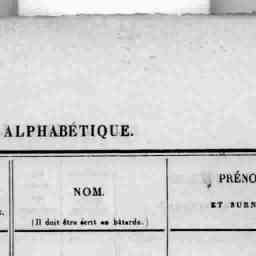 ALPHABÉTIQUE.
NOM.
(Il doit être écrit en bâtarde.)
PRÉNO
ET SURN